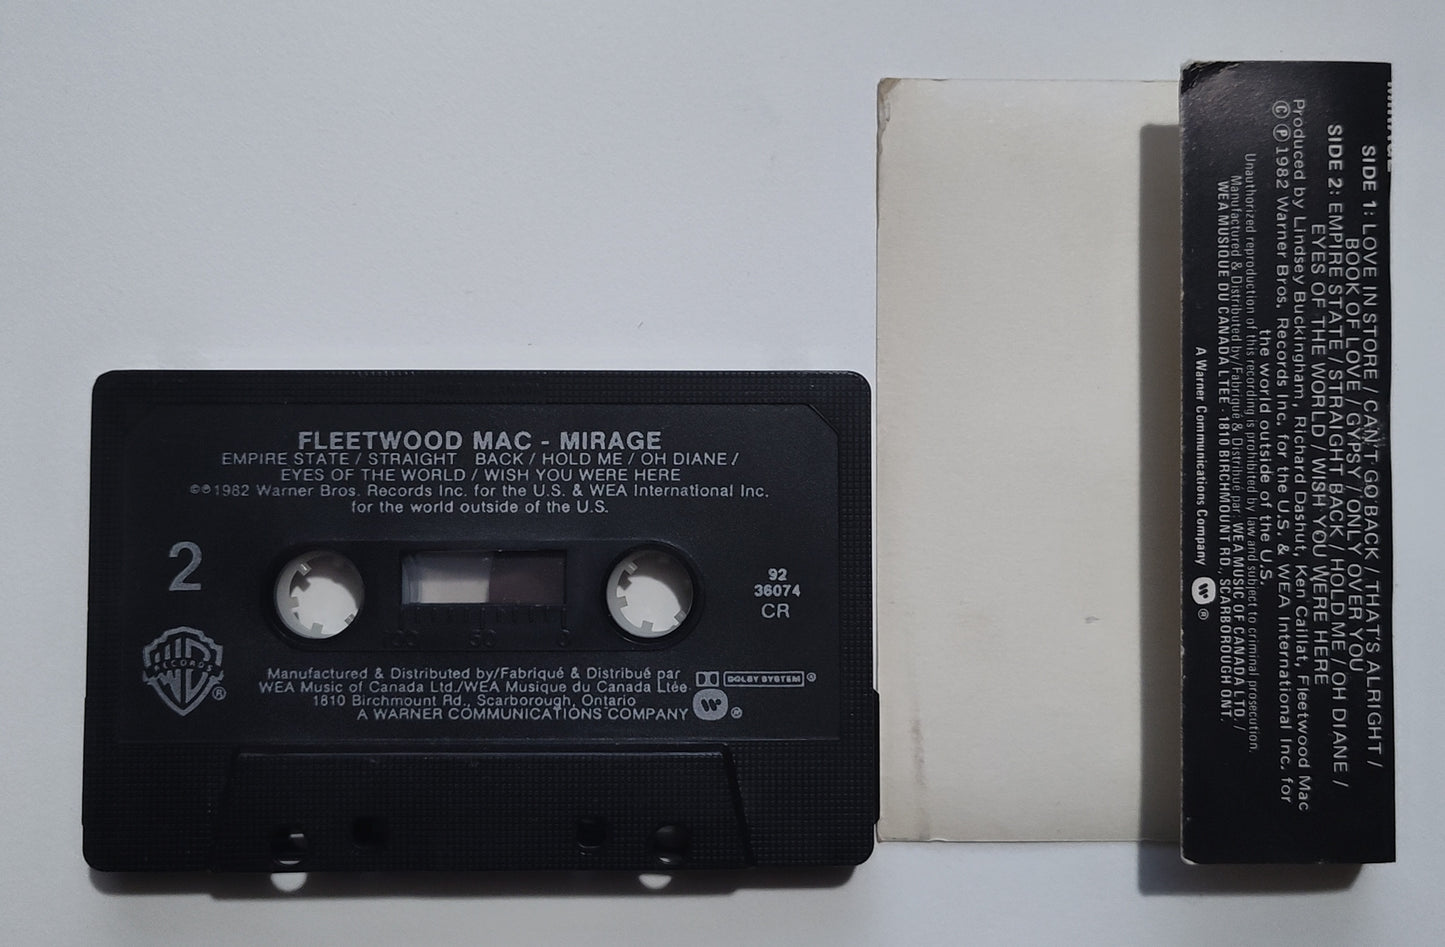 FLEETWOOD MAC - MIRAGE
EMPIRE STATE / STRAIGHT BACK / HOLD ME / OH DIANE /
EYES OF THE WORLD / WISH YOU WERE HERE
©℗1982 Warner Bros. Records Inc. for the U.S. & WEA International Inc.
for the world outside of the U.S.
2
92
36074
CR
100 50 0
RECORDS
®
Manufactured & Distributed by/Fabriqué & Distribué par
WEA Music of Canada Ltd./WEA Musique du Canada Ltée
1810 Birchmount Rd., Scarborough, Ontario
A WARNER COMMUNICATIONS COMPANY
DOLBY SYSTEM ®
®
MIRAGE
SIDE 1: LOVE IN STORE / CAN'T GO BACK / THAT'S ALRIGHT /
BOOK OF LOVE / GYPSY / ONLY OVER YOU
SIDE 2: EMPIRE STATE / STRAIGHT BACK / HOLD ME / OH DIANE /
EYES OF THE WORLD / WISH YOU WERE HERE
Produced by Lindsey Buckingham, Richard Dashut, Ken Caillat, Fleetwood Mac
© ℗ 1982 Warner Bros. Records Inc. for the U.S. & WEA International Inc. for
the world outside of the U.S.
Unauthorized reproduction of this recording is prohibited by law and subject to criminal prosecution.
Manufactured & Distributed by/Fabriqué & Distribué par: WEA MUSIC OF CANADA LTD. /
WEA MUSIQUE DU CANADA LTEE · 1810 BIRCHMOUNT RD., SCARBOROUGH ONT.
A Warner Communications Company ®